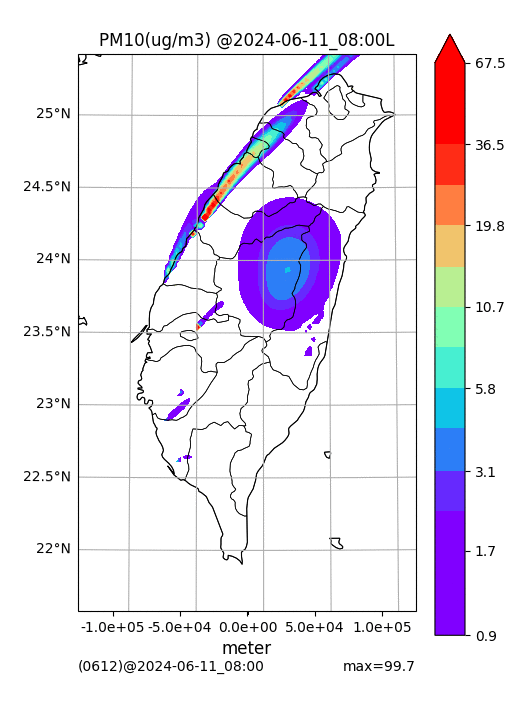 PM10(ug/m3) @2024-06-11_08:00L
25°N
24.5°N
24°N
23.5°N
23°N
22.5°N
22°N
67.5
36.5
19.8
10.7
5.8
3.1
1.7
0.9
-1.0e+05 -5.0e+04 0.0e+00 5.0e+04 1.0e+05
meter
(0612)@2024-06-11_08:00 max=99.7